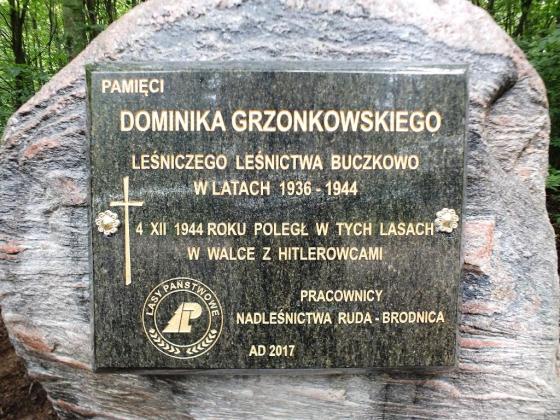 PAMIĘCI
DOMINIKA GRZONKOWSKIEGO
LEŚNICZEGO LEŚNICTWA BUCZKOWO
W LATACH 1936 - 1944
4 XII 1944 ROKU POLEGŁ W TYCH LASACH
W WALCE Z HITLEROWCAMI
LASY PAŃSTWOWE
PRACOWNICY
NADLEŚNICTWA RUDA - BRODNICA
AD 2017